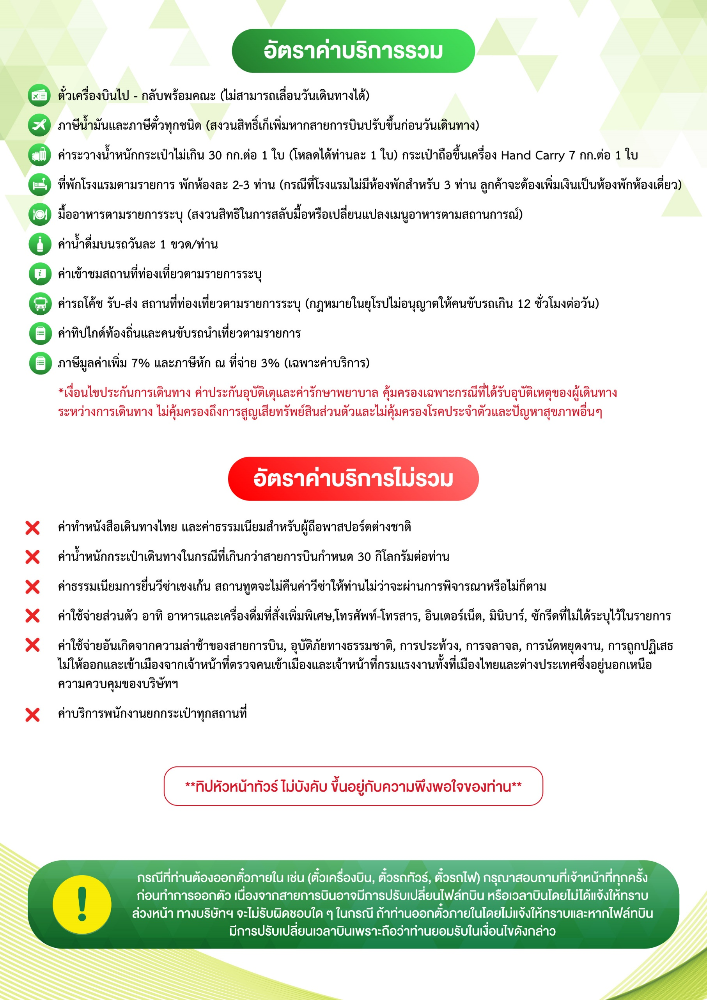 อัตราค่าบริการรวม
ตั๋วเครื่องบินไป - กลับพร้อมคณะ (ไม่สามารถเลื่อนวันเดินทางได้)
ภาษีน้ำมันและภาษีตั๋วทุกชนิด (สงวนสิทธิ์เก็บเพิ่มหากสายการบินปรับขึ้นก่อนวันเดินทาง)
ค่าระวางน้ำหนักกระเป๋าไม่เกิน 30 กก.ต่อ 1 ใบ (โหลดได้ท่านละ 1 ใบ) กระเป๋าถือขึ้นเครื่อง Hand Carry 7 กก.ต่อ 1 ใบ
ที่พักโรงแรมตามรายการ พักห้องละ 2-3 ท่าน (กรณีที่โรงแรมไม่มีห้องพักสำหรับ 3 ท่าน ลูกค้าจะต้องเพิ่มเงินเป็นห้องพักห้องเดี่ยว)
มื้ออาหารตามรายการระบุ (สงวนสิทธิในการสลับมื้อหรือเปลี่ยนแปลงเมนูอาหารตามสถานการณ์)
ค่าน้ำดื่มบนรถวันละ 1 ขวด/ท่าน
i
ค่าเข้าชมสถานที่ท่องเที่ยวตามรายการระบุ
ค่ารถโค้ช รับ-ส่ง สถานที่ท่องเที่ยวตามรายการระบุ (กฎหมายในยุโรปไม่อนุญาตให้คนขับรถเกิน 12 ชั่วโมงต่อวัน)
ค่าทิปไกด์ท้องถิ่นและคนขับรถนำเที่ยวตามรายการ
ภาษีมูลค่าเพิ่ม 7% และภาษีหัก ณ ที่จ่าย 3% (เฉพาะค่าบริการ)
*เงื่อนไขประกันการเดินทาง ค่าประกันอุบัติเตุและค่ารักษาพยาบาล คุ้มครองเฉพาะกรณีที่ได้รับอุบัติเหตุของผู้เดินทาง
ระหว่างการเดินทาง ไม่คุ้มครองถึงการสูญเสียทรัพย์สินส่วนตัวและไม่คุ้มครองโรคประจำตัวและปัญหาสุขภาพอื่นๆ
อัตราค่าบริการไม่รวม
ค่าทำหนังสือเดินทางไทย และค่าธรรมเนียมสำหรับผู้ถือพาสปอร์ตต่างชาติ
ค่าน้ำหนักกระเป๋าเดินทางในกรณีที่เกินกว่าสายการบินกำหนด 30 กิโลกรัมต่อท่าน
ค่าธรรมเนียมการยื่นวีซ่าเชงเก้น สถานทูตจะไม่คืนค่าวีซ่าให้ท่านไม่ว่าจะผ่านการพิจารณาหรือไม่ก็ตาม
ค่าใช้จ่ายส่วนตัว อาทิ อาหารและเครื่องดื่มที่สั่งเพิ่มพิเศษ,โทรศัพท์-โทรสาร, อินเตอร์เน็ต, มินิบาร์, ซักรีดที่ไม่ได้ระบุไว้ในรายการ
ค่าใช้จ่ายอันเกิดจากความล่าช้าของสายการบิน, อุบัติภัยทางธรรมชาติ, การประท้วง, การจลาจล, การนัดหยุดงาน, การถูกปฏิเสธ
ไม่ให้ออกและเข้าเมืองจากเจ้าหน้าที่ตรวจคนเข้าเมืองและเจ้าหน้าที่กรมแรงงานทั้งที่เมืองไทยและต่างประเทศซึ่งอยู่นอกเหนือ
ความควบคุมของบริษัทฯ
ค่าบริการพนักงานยกกระเป๋าทุกสถานที่
**ทิปหัวหน้าทัวร์ ไม่บังคับ ขึ้นอยู่กับความพึงพอใจของท่าน**
กรณีที่ท่านต้องออกตั๋วภายใน เช่น (ตั๋วเครื่องบิน, ตั๋วรถทัวร์, ตั๋วรถไฟ) กรุณาสอบถามที่เจ้าหน้าที่ทุกครั้ง
ก่อนทำการออกตัว เนื่องจากสายการบินอาจมีการปรับเปลี่ยนไฟล์ทบิน หรือเวลาบินโดยไม่ได้แจ้งให้ทราบ
ล่วงหน้า ทางบริษัทฯ จะไม่รับผิดชอบใด ๆ ในกรณี ถ้าท่านออกตั๋วภายในโดยไม่แจ้งให้ทราบและหากไฟล์ทบิน
มีการปรับเปลี่ยนเวลาบินเพราะถือว่าท่านยอมรับในเงื่อนไขดังกล่าว